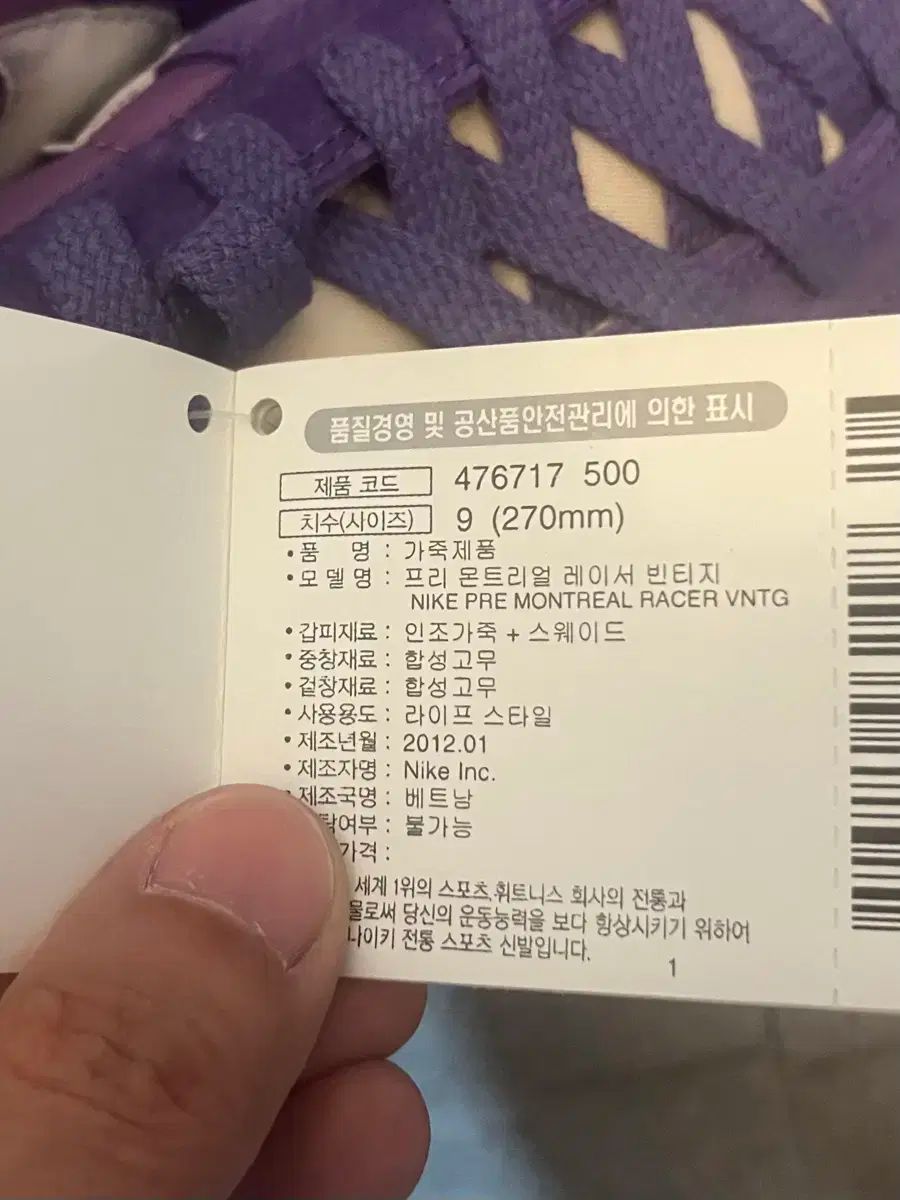 품질경영 및 공산품안전관리에 의한 표시
제품 코드 476717 500
치수(사이즈) 9 (270mm)
• 품 명 : 가죽제품
• 모델명 : 프리 몬트리얼 레이서 빈티지
NIKE PRE MONTREAL RACER VNTG
• 갑피재료 : 인조가죽 + 스웨이드
• 중창재료 : 합성고무
• 겉창재료 : 합성고무
• 사용용도 : 라이프 스타일
• 제조년월 : 2012.01
• 제조자명 : Nike Inc.
• 제조국명 : 베트남
탁여부 : 불가능
가격 :
세계 1위의 스포츠,휘트니스 회사의 전통과
물로써 당신의 운동능력을 보다 향상시키기 위하여
나이키 전통 스포츠 신발입니다.
1